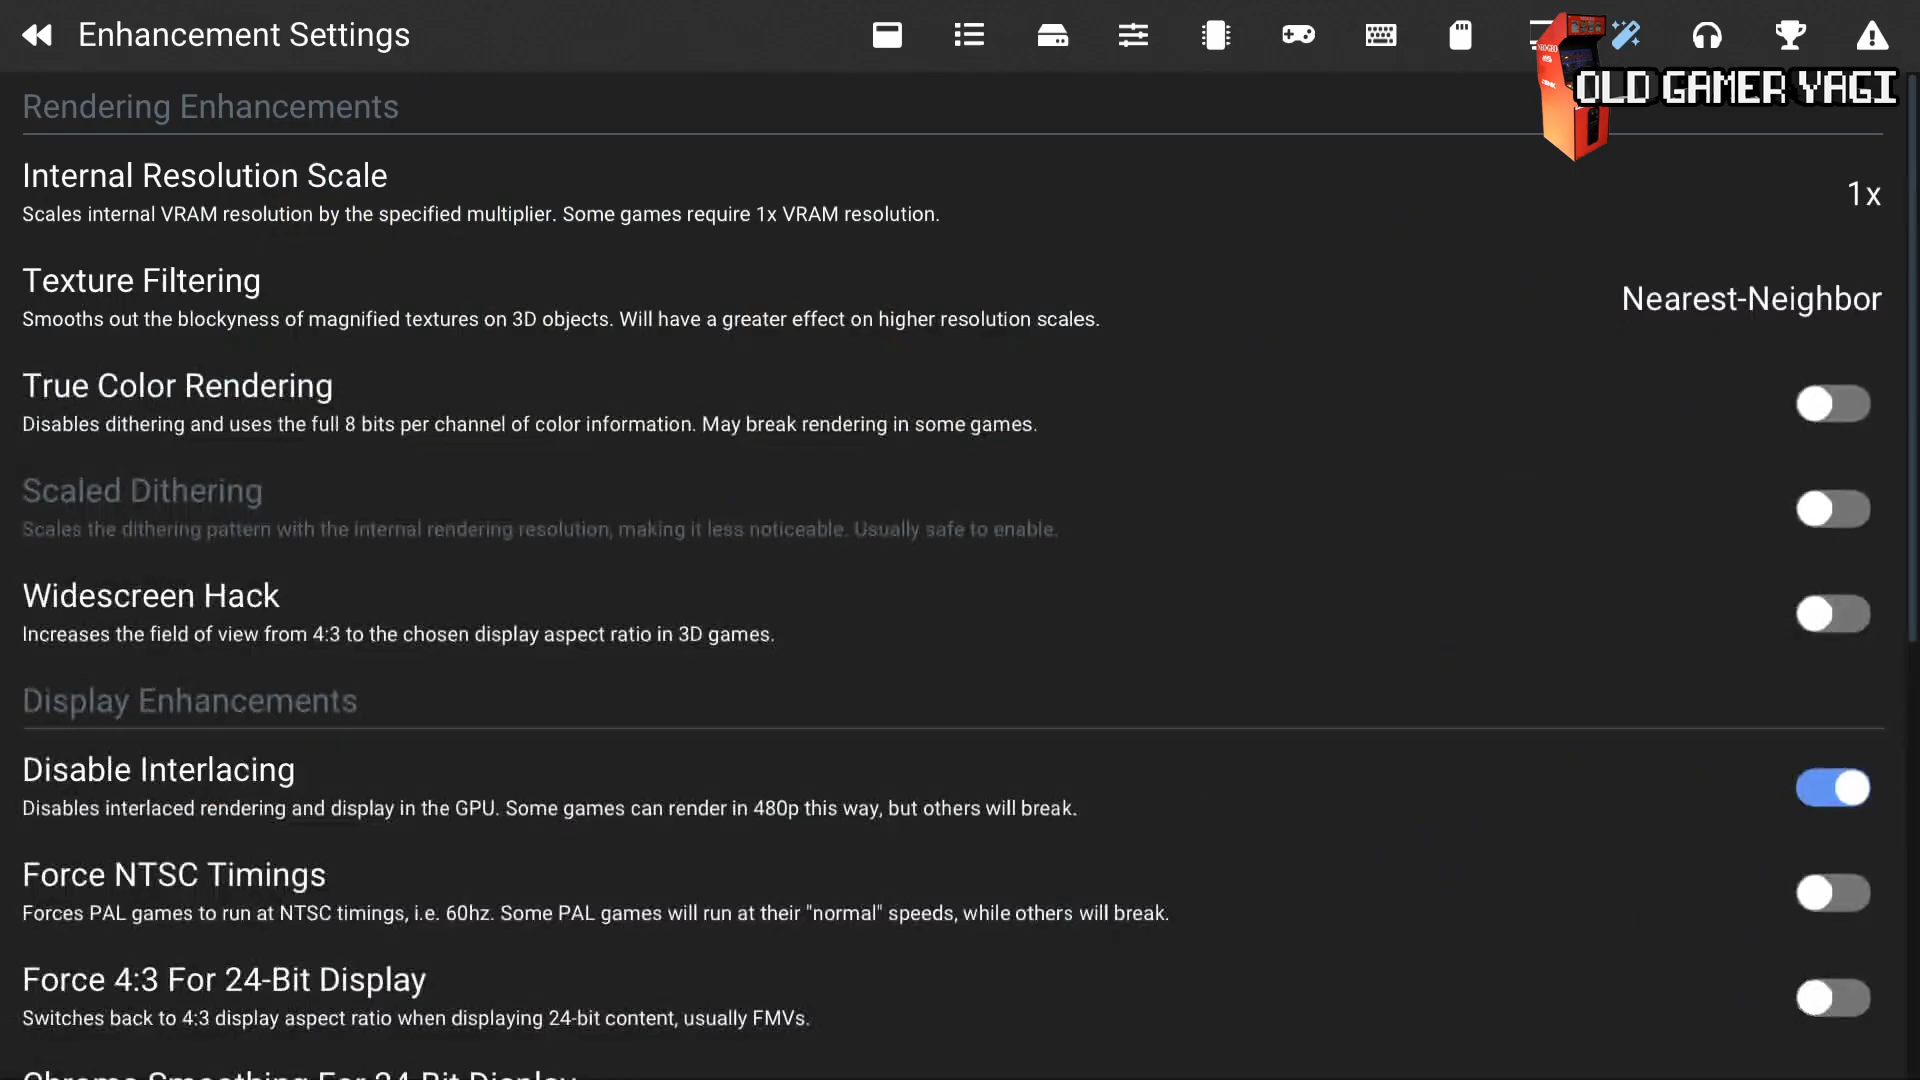 Enhancement Settings
OLD GAMER YAGI
Rendering Enhancements
Internal Resolution Scale
Scales internal VRAM resolution by the specified multiplier. Some games require 1x VRAM resolution.
1x
Texture Filtering
Smooths out the blockyness of magnified textures on 3D objects. Will have a greater effect on higher resolution scales.
Nearest-Neighbor
True Color Rendering
Disables dithering and uses the full 8 bits per channel of color information. May break rendering in some games.
Scaled Dithering
Scales the dithering pattern with the internal rendering resolution, making it less noticeable. Usually safe to enable.
Widescreen Hack
Increases the field of view from 4:3 to the chosen display aspect ratio in 3D games.
Display Enhancements
Disable Interlacing
Disables interlaced rendering and display in the GPU. Some games can render in 480p this way, but others will break.
Force NTSC Timings
Forces PAL games to run at NTSC timings, i.e. 60hz. Some PAL games will run at their "normal" speeds, while others will break.
Force 4:3 For 24-Bit Display
Switches back to 4:3 display aspect ratio when displaying 24-bit content, usually FMVs.
Chroma Smoothing For 24-Bit Display